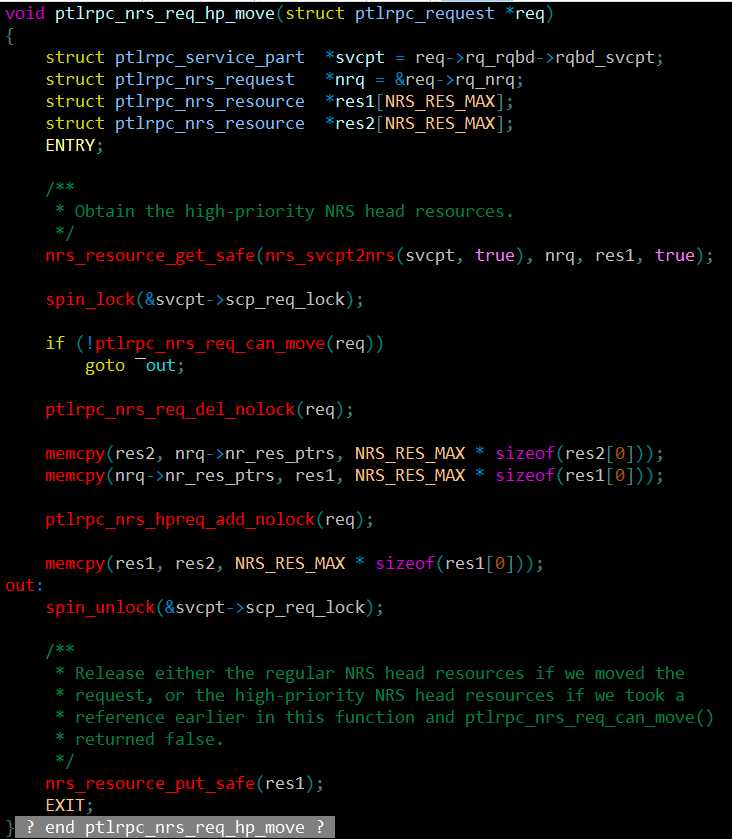 void ptlrpc_nrs_req_hp_move(struct ptlrpc_request *req)
{
    struct ptlrpc_service_part  *svcpt = req->rq_rqbd->rqbd_svcpt;
    struct ptlrpc_nrs_request   *nrq = &req->rq_nrq;
    struct ptlrpc_nrs_resource  *res1[NRS_RES_MAX];
    struct ptlrpc_nrs_resource  *res2[NRS_RES_MAX];
    ENTRY;

    /**
     * Obtain the high-priority NRS head resources.
     */
    nrs_resource_get_safe(nrs_svcpt2nrs(svcpt, true), nrq, res1, true);

    spin_lock(&svcpt->scp_req_lock);

    if (!ptlrpc_nrs_req_can_move(req))
        goto ‾out;

    ptlrpc_nrs_req_del_nolock(req);

    memcpy(res2, nrq->nr_res_ptrs, NRS_RES_MAX * sizeof(res2[0]));
    memcpy(nrq->nr_res_ptrs, res1, NRS_RES_MAX * sizeof(res1[0]));

    ptlrpc_nrs_hpreq_add_nolock(req);

    memcpy(res1, res2, NRS_RES_MAX * sizeof(res1[0]));
out:
    spin_unlock(&svcpt->scp_req_lock);

    /**
     * Release either the regular NRS head resources if we moved the
     * request, or the high-priority NRS head resources if we took a
     * reference earlier in this function and ptlrpc_nrs_req_can_move()
     * returned false.
     */
    nrs_resource_put_safe(res1);
    EXIT;
} ? end ptlrpc_nrs_req_hp_move ?